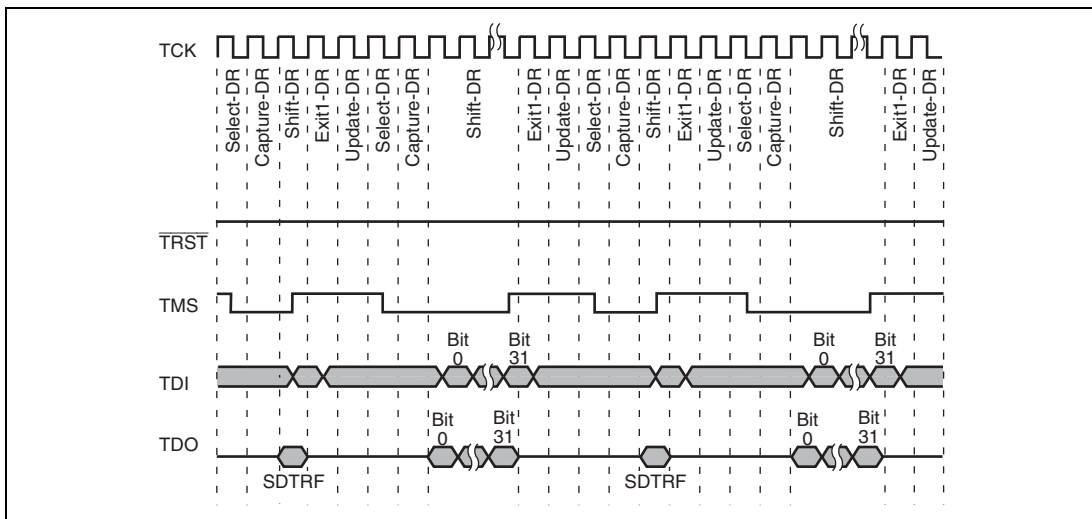 TCK
Select-DR
Capture-DR
Shift-DR
Exit1-DR
Update-DR
Select-DR
Capture-DR
Shift-DR
Exit1-DR
Update-DR
Select-DR
Capture-DR
Shift-DR
Exit1-DR
Update-DR
Select-DR
Capture-DR
Shift-DR
Exit1-DR
Update-DR
TRST
TMS
Bit 0
Bit 31
Bit 0
Bit 31
TDI
Bit 0
Bit 31
Bit 0
Bit 31
TDO
SDTRF
SDTRF